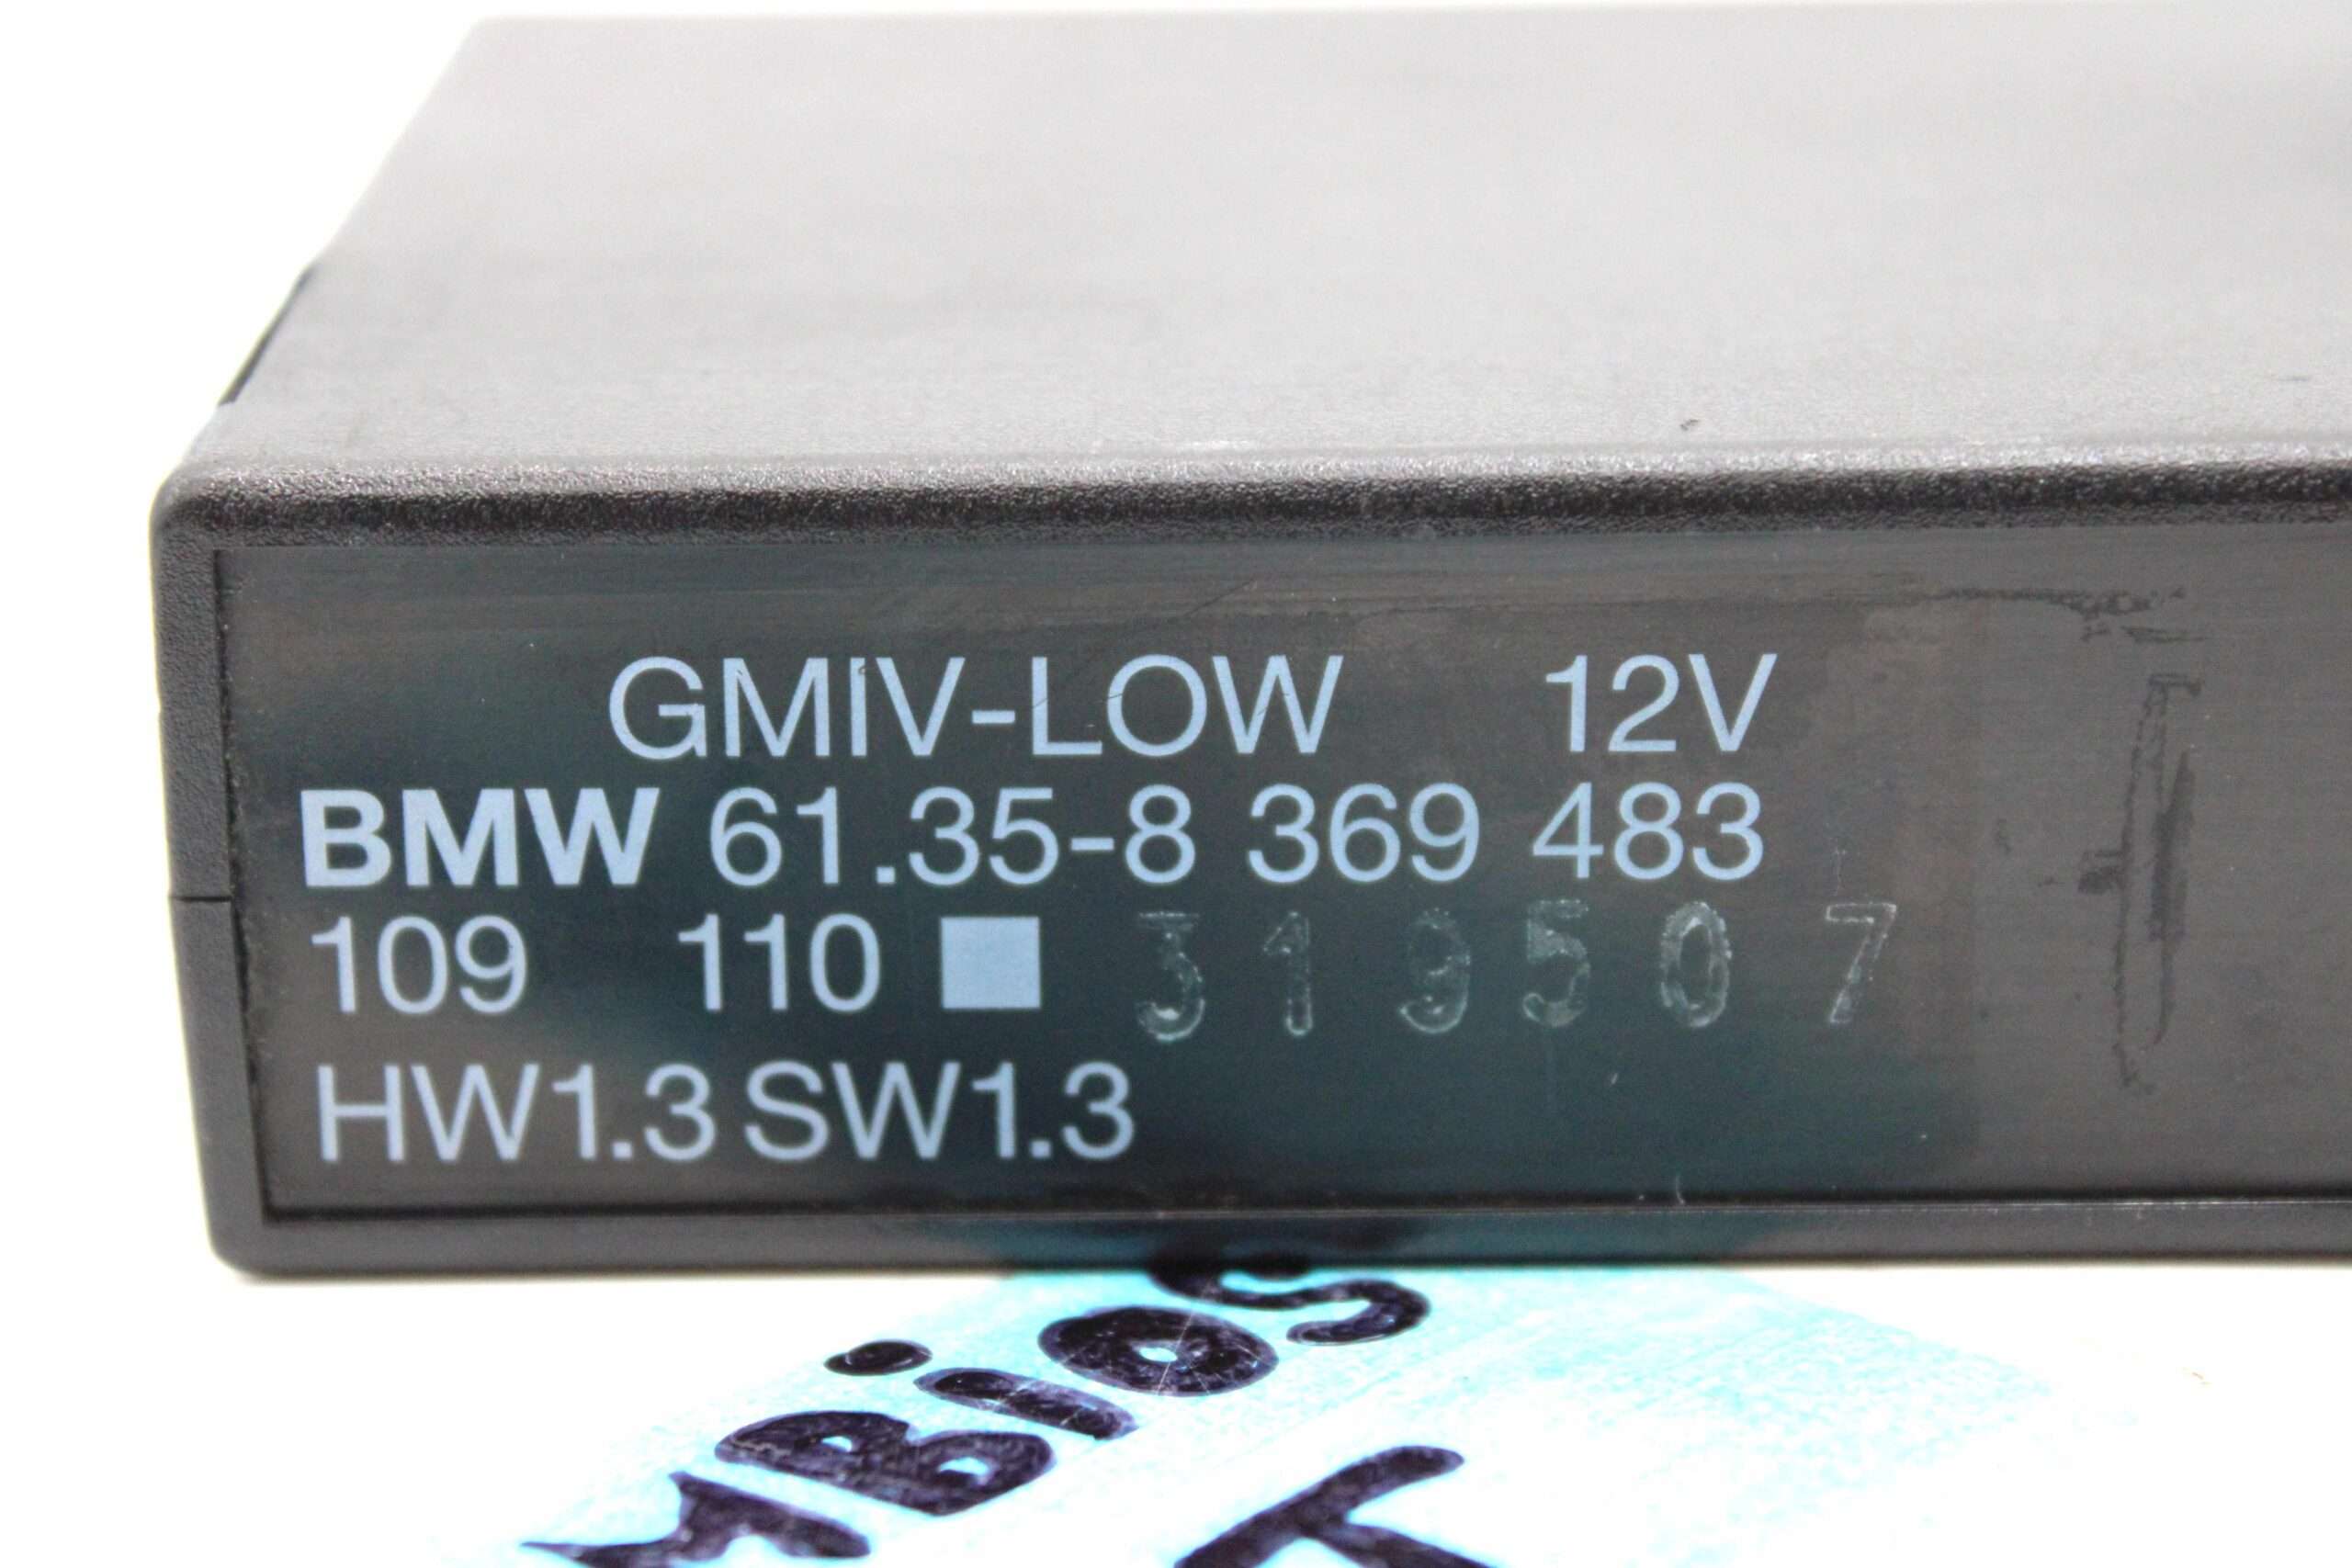 GMIV-LOW 12V
BMW 61.35-8 369 483
109 110 ■ 319507
HW1.3 SW1.3